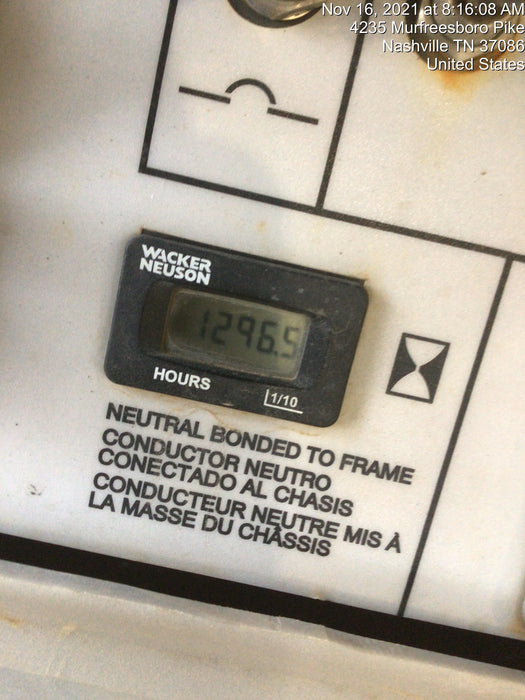 Nov 16, 2021 at 8:16:08 AM
4235 Murfreesboro Pike
Nashville TN 37086
United States
WACKER
NEUSON
1296.5
HOURS
1/10
NEUTRAL BONDED TO FRAME
CONDUCTOR NEUTRO
CONECTADO AL CHASIS
CONDUCTEUR NEUTRE MIS À
LA MASSE DU CHÂSSIS